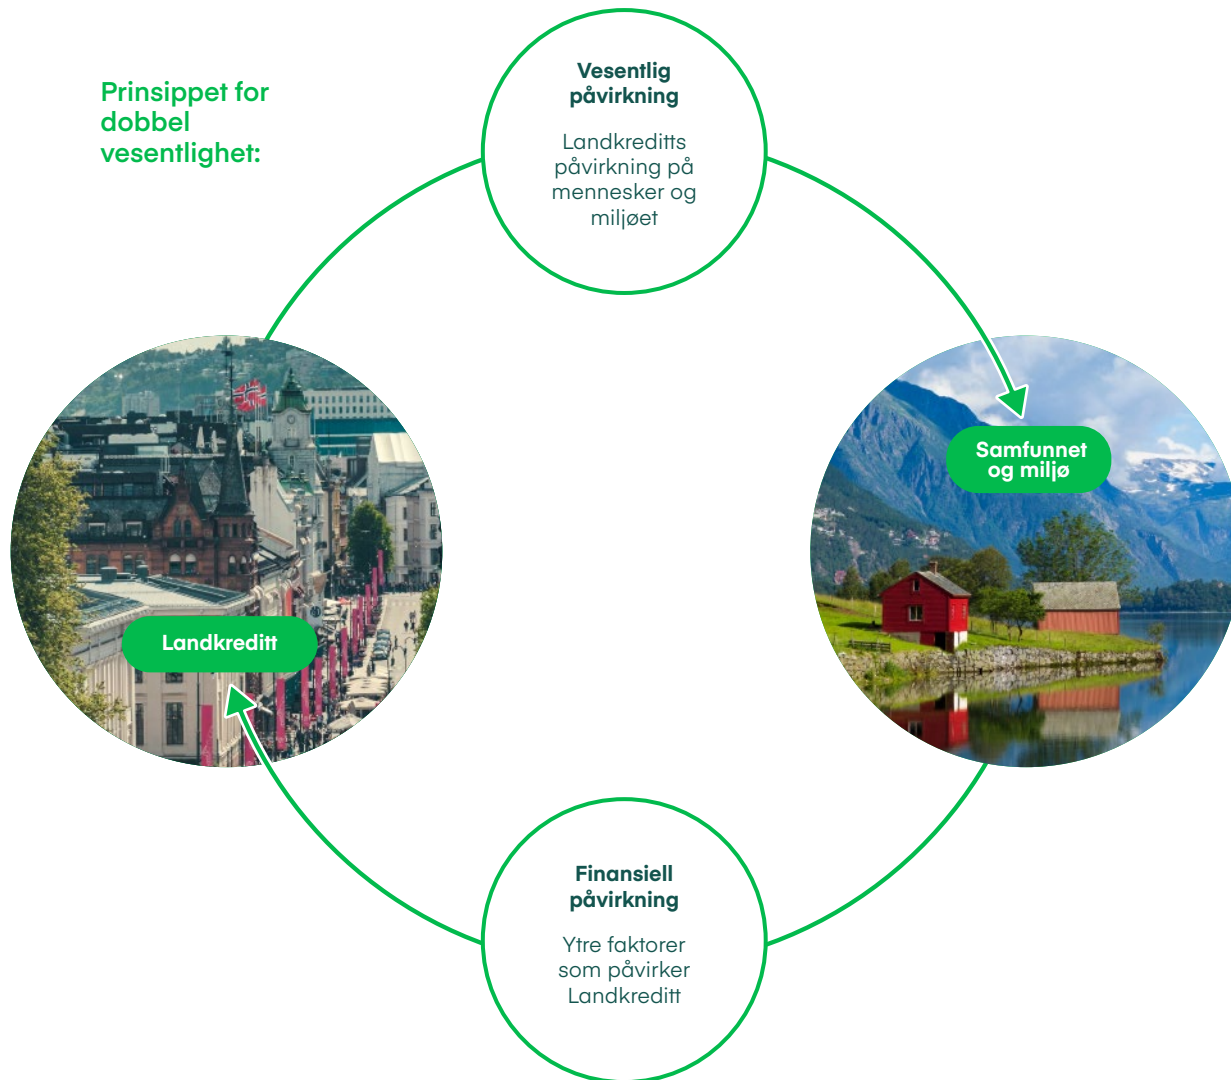 Prinsippet for
dobbel
vesentlighet:
Vesentlig
påvirkning
Landkreditts
påvirkning på
mennesker og
miljøet
Samfunnet
og miljø
Landkreditt
Finansiell
påvirkning
Ytre faktorer
som påvirker
Landkreditt